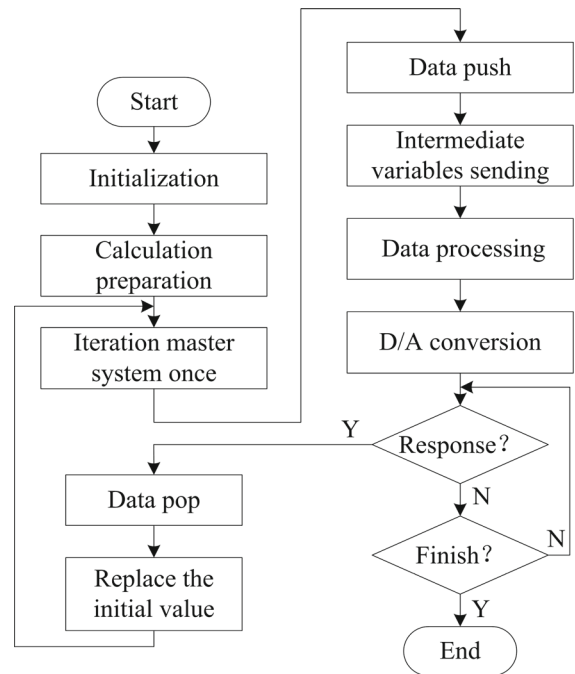 Start
Initialization
Calculation
preparation
Iteration master
system once
Data push
Intermediate
variables sending
Data processing
D/A conversion
Response?
Y
N
Data pop
Replace the
initial value
Finish?
N
Y
End